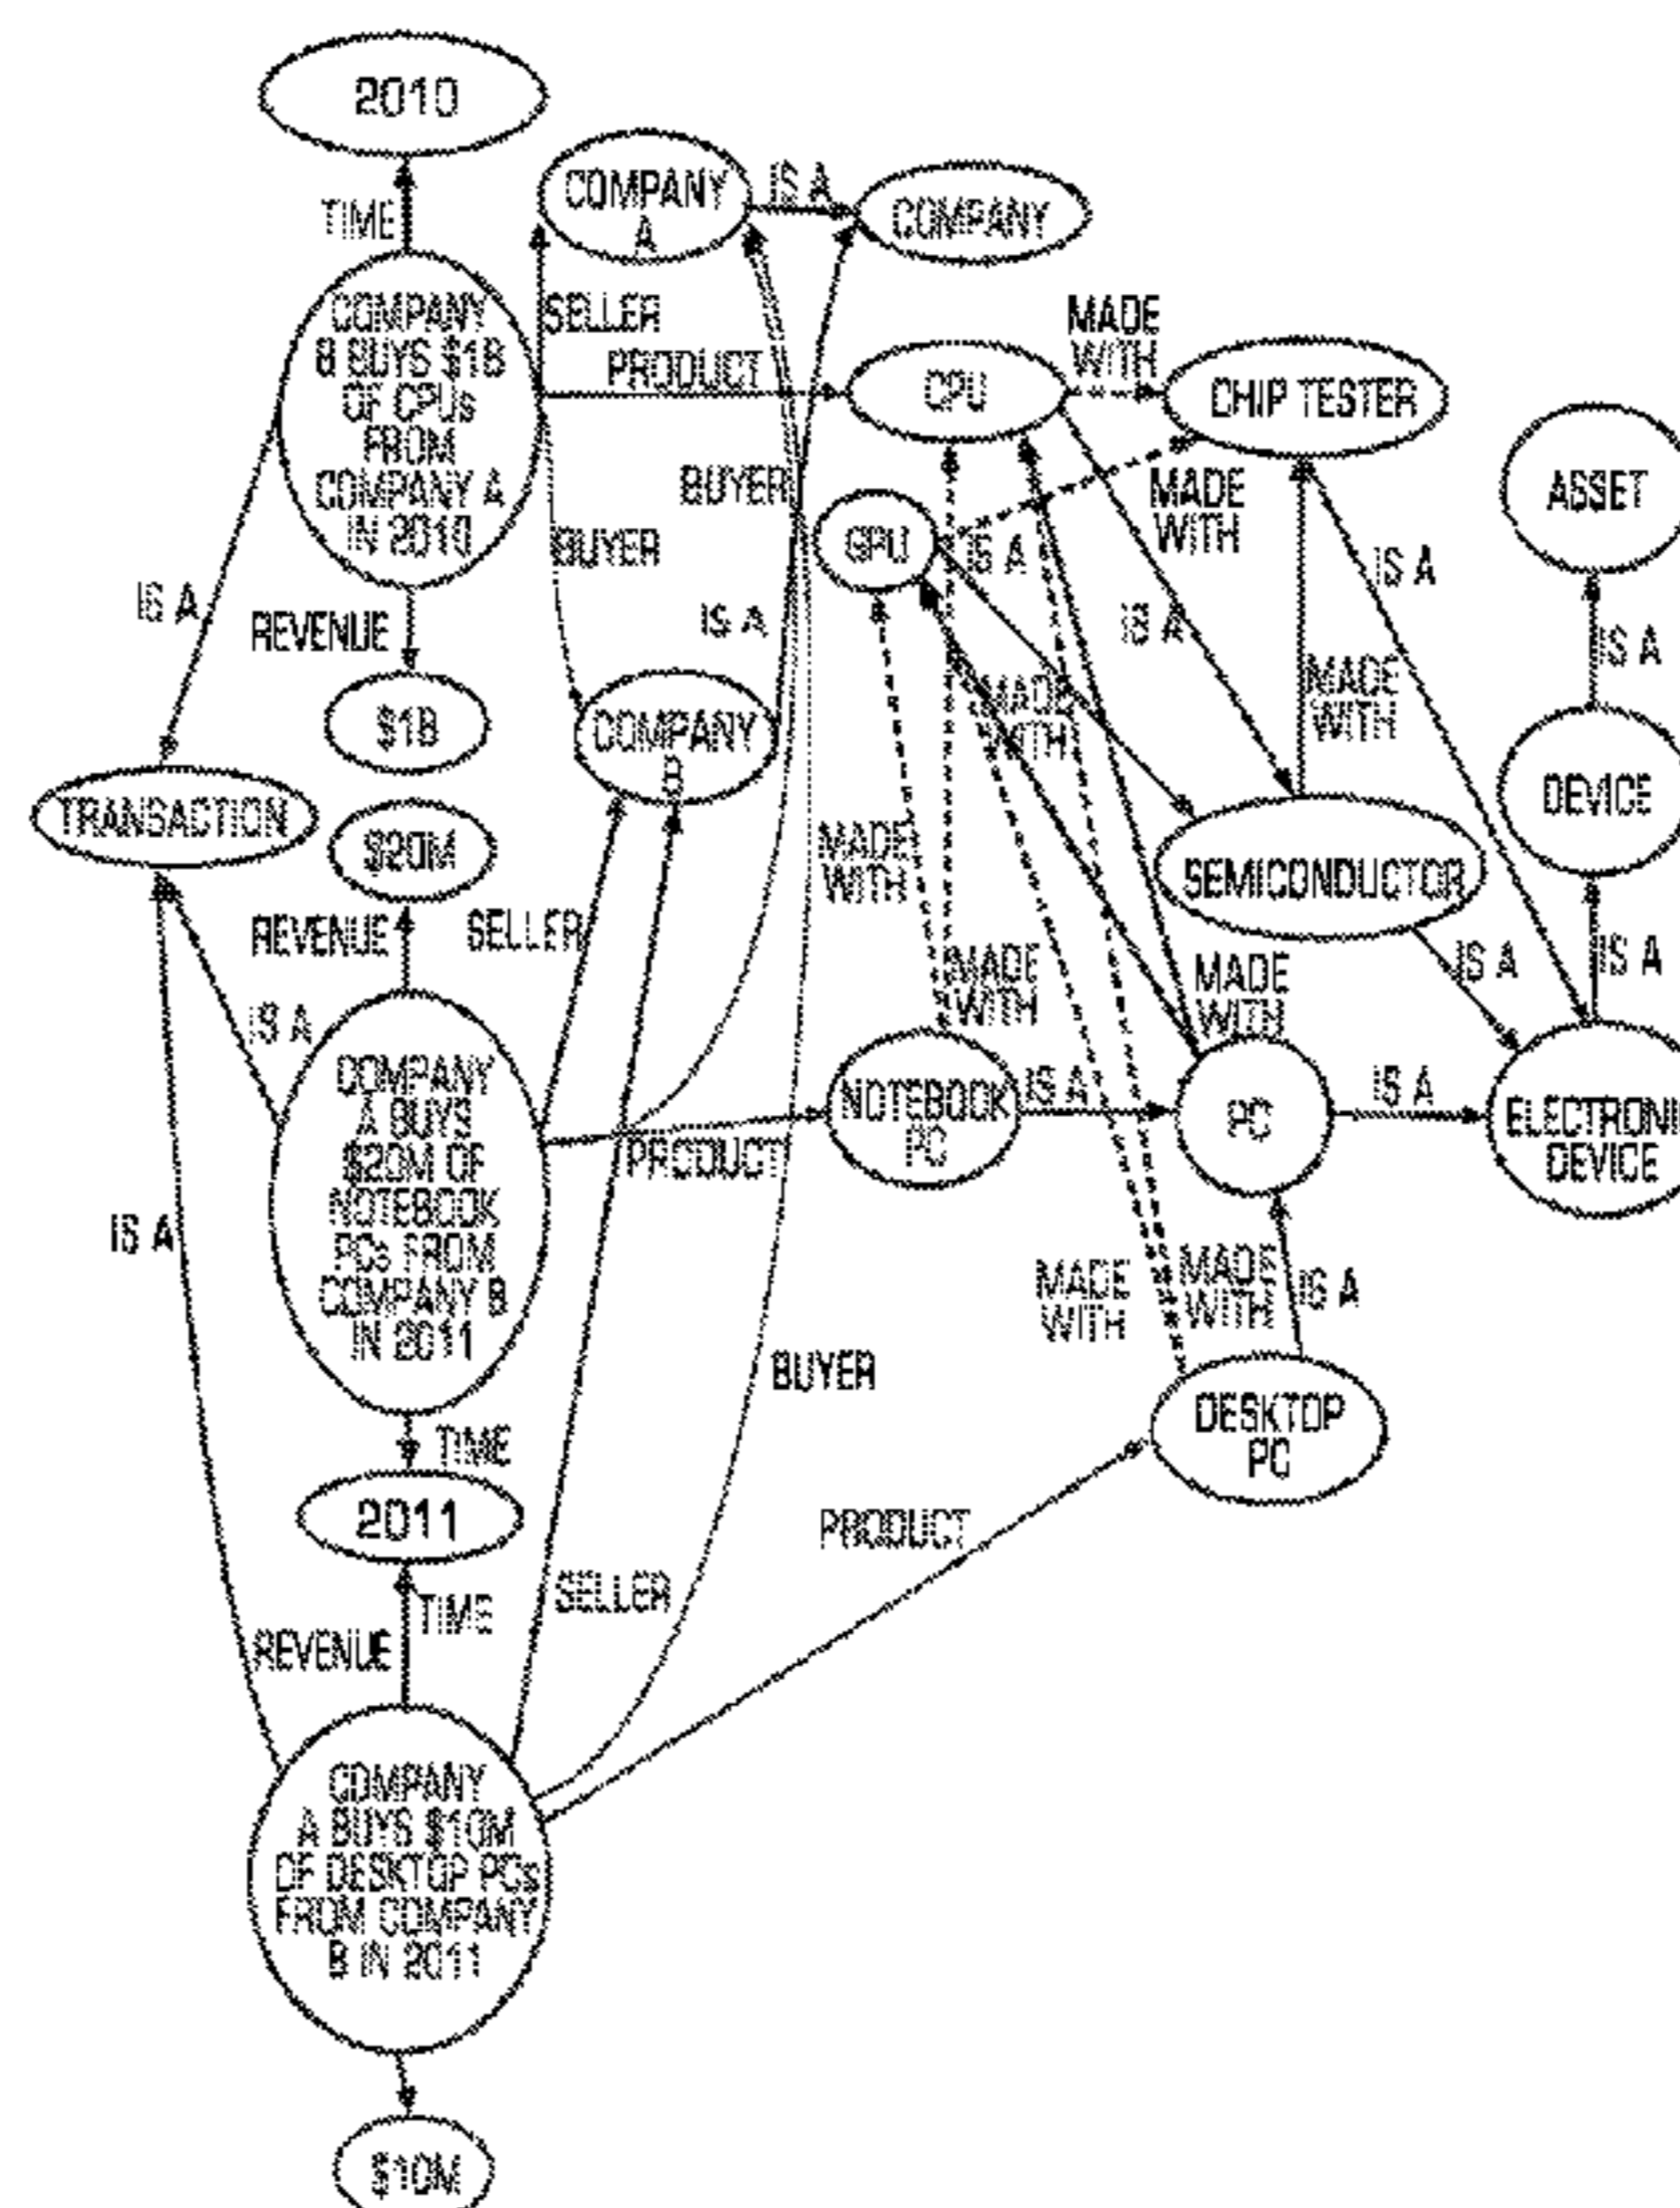 2010
TIME
COMPANY
A
IS A
COMPANY
COMPANY
B BUYS $1B
OF CPUs
FROM
COMPANY A
IN 2010
SELLER
PRODUCT
CPU
MADE
WITH
CHIP TESTER
ASSET
BUYER
BUYER
GPU
IS A
MADE
WITH
IS A
IS A
REVENUE
IS A
IS A
IS A
$1B
COMPANY
B
MADE
WITH
MADE
WITH
TRANSACTION
$20M
MADE
WITH
SEMICONDUCTOR
DEVICE
REVENUE
SELLER
IS A
IS A
IS A
MADE
WITH
MADE
WITH
COMPANY
A BUYS
$20M OF
NOTEBOOK
PCs FROM
COMPANY B
IN 2011
PRODUCT
NOTEBOOK
PC
IS A
PC
IS A
ELECTRONIC
DEVICE
IS A
MADE
WITH
MADE
WITH
IS A
BUYER
DESKTOP
PC
TIME
2011
PRODUCT
TIME
SELLER
REVENUE
COMPANY
A BUYS $10M
OF DESKTOP PCs
FROM COMPANY
B IN 2011
$10M